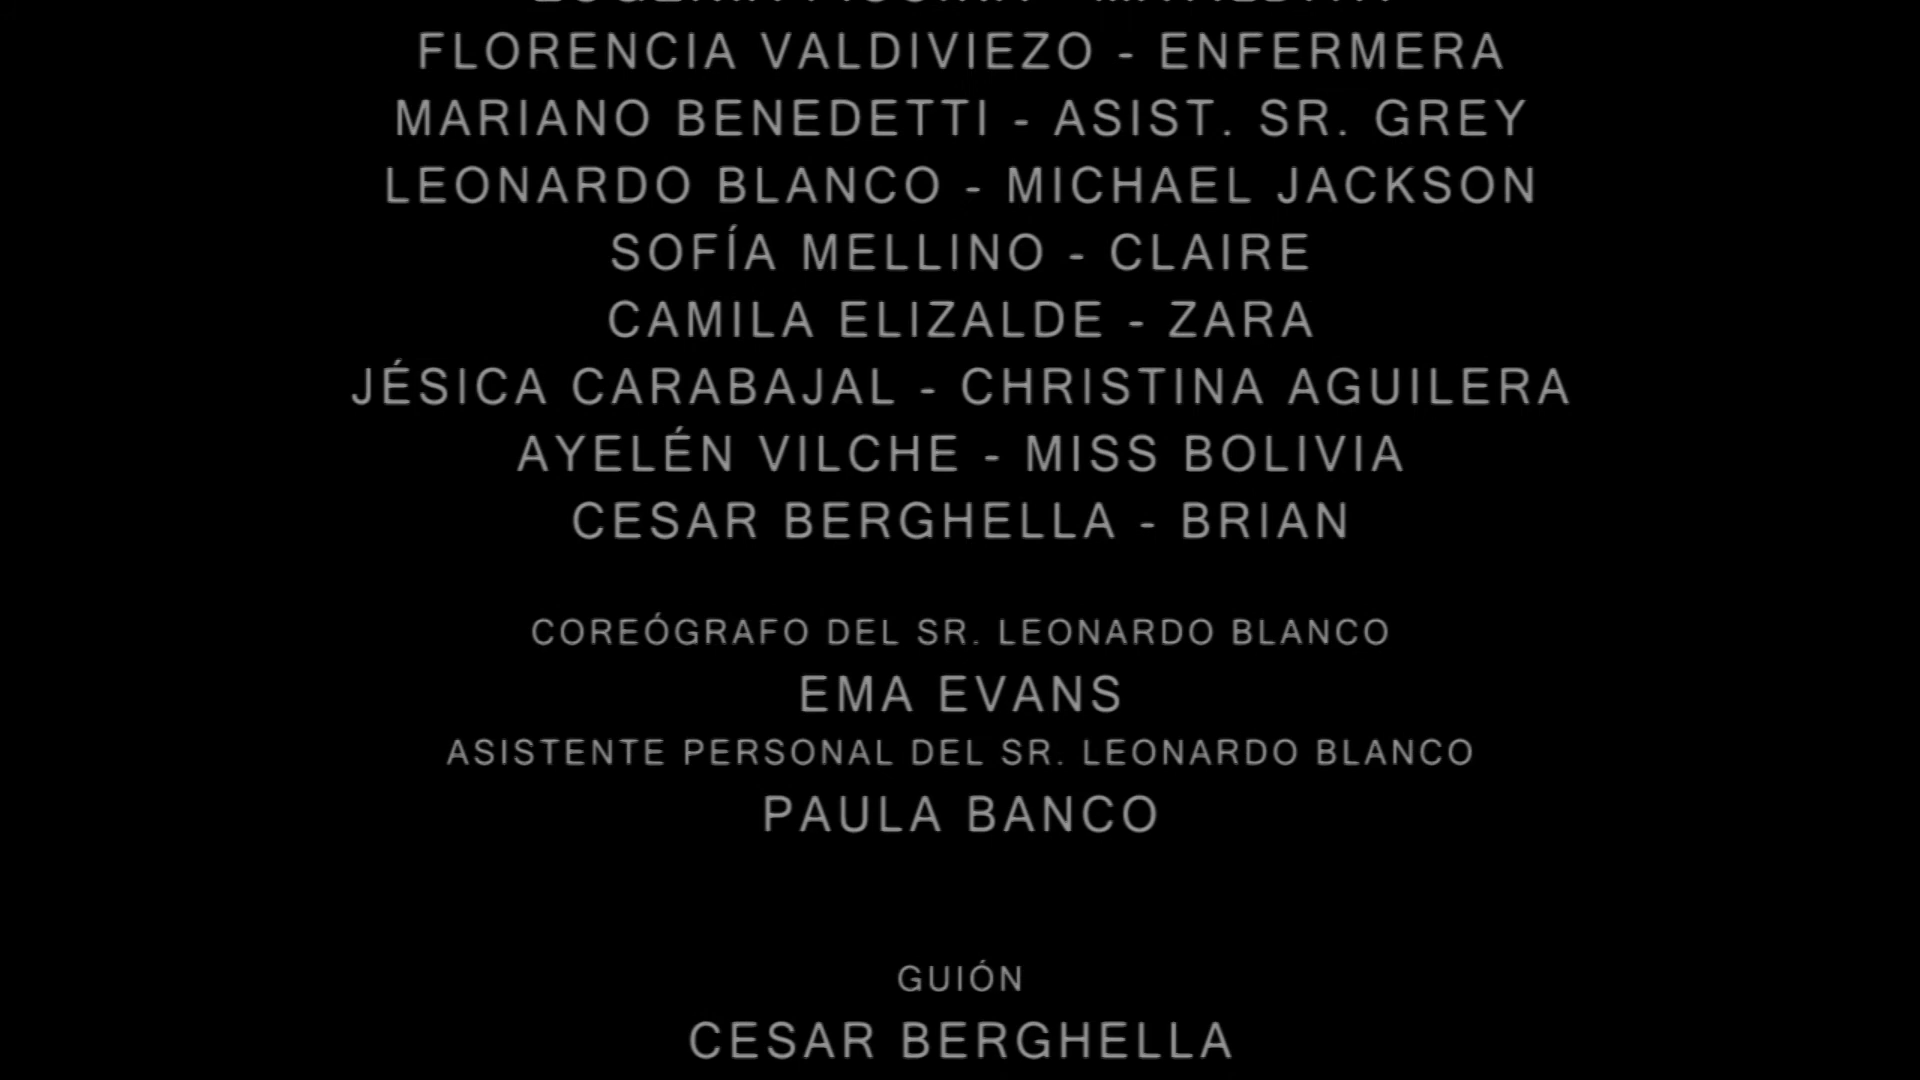 FLORENCIA VALDIVIEZO - ENFERMERA
MARIANO BENEDETTI - ASIST. SR. GREY
LEONARDO BLANCO - MICHAEL JACKSON
SOFÍA MELLINO - CLAIRE
CAMILA ELIZALDE - ZARA
JÉSICA CARABAJAL - CHRISTINA AGUILERA
AYELÉN VILCHE - MISS BOLIVIA
CESAR BERGHELLA - BRIAN
COREÓGRAFO DEL SR. LEONARDO BLANCO
EMA EVANS
ASISTENTE PERSONAL DEL SR. LEONARDO BLANCO
PAULA BANCO
GUIÓN
CESAR BERGHELLA